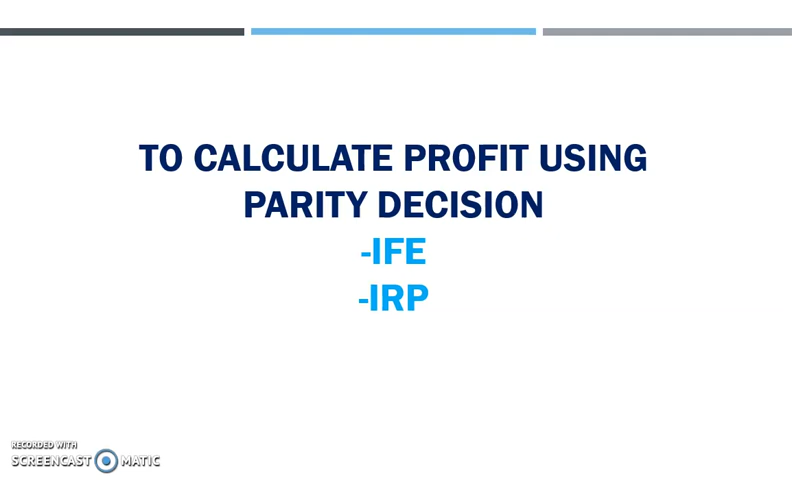 TO CALCULATE PROFIT USING
PARITY DECISION
-IFE
-IRP
RECORDED WITH
SCREENCAST MATIC